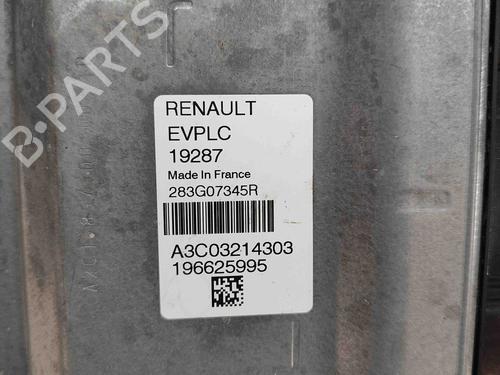 B-PARTS
RENAULT
EVPLC
19287
Made In France
283G07345R
A3C03214303
196625995